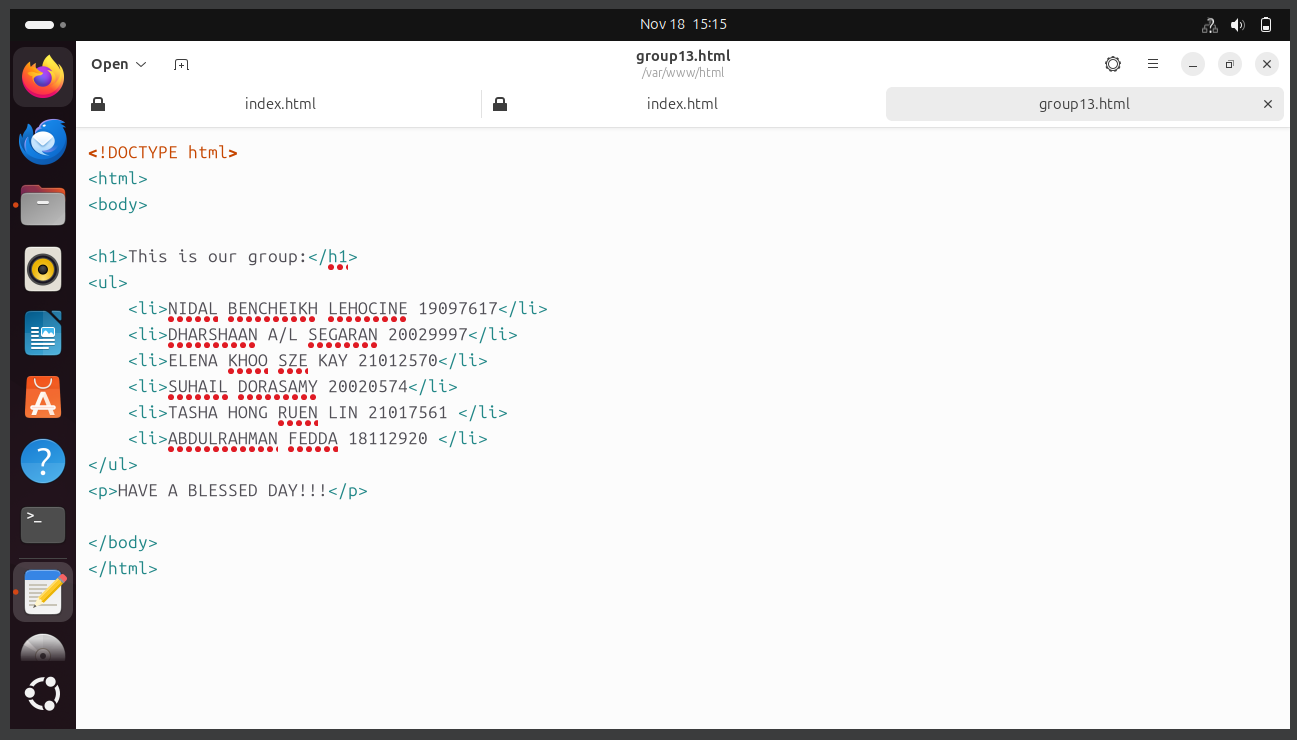 Nov 18 15:15
Open
group13.html
/var/www/html
index.html
index.html
group13.html
<!DOCTYPE html>
<html>
<body>
<h1>This is our group:</h1>
<ul>
<li>NIDAL BENCHEIKH LEHOCINE 19097617</li>
<li>DHARSHAAN A/L SEGARAN 20029997</li>
<li>ELENA KHOO SZE KAY 21012570</li>
<li>SUHAIL DORASAMY 20020574</li>
<li>TASHA HONG RUEN LIN 21017561 </li>
<li>ABDULRAHMAN FEDDA 18112920 </li>
</ul>
<p>HAVE A BLESSED DAY!!!</p>
</body>
</html>